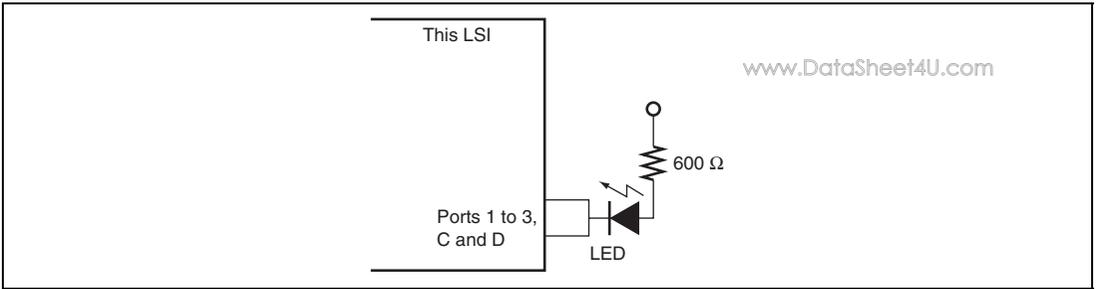 This LSI
www.DataSheet4U.com
600 Ω
Ports 1 to 3,
C and D
LED